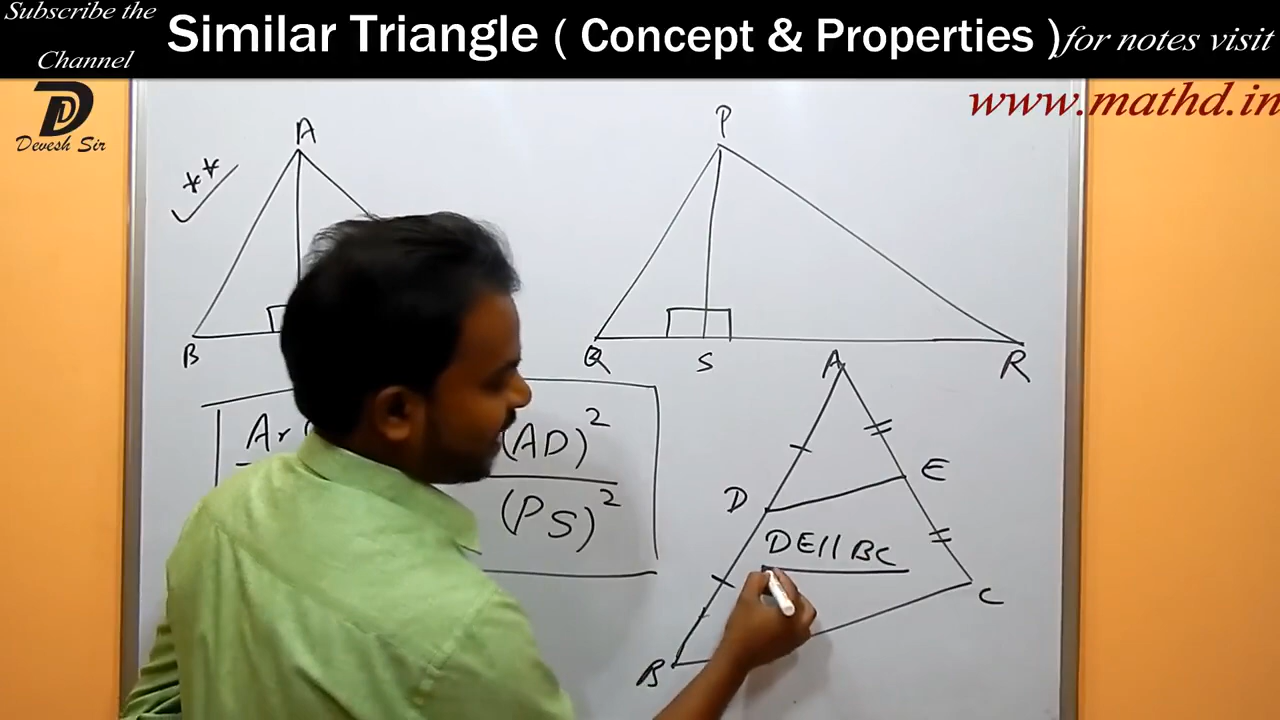 Subscribe the
Channel
Similar Triangle ( Concept & Properties )
for notes visit
www.mathd.in
D
Devesh Sir
**
A
B
P
Q
S
R
Ar
(AD)²
(PS)²
A
D
E
DE//BC
B
C